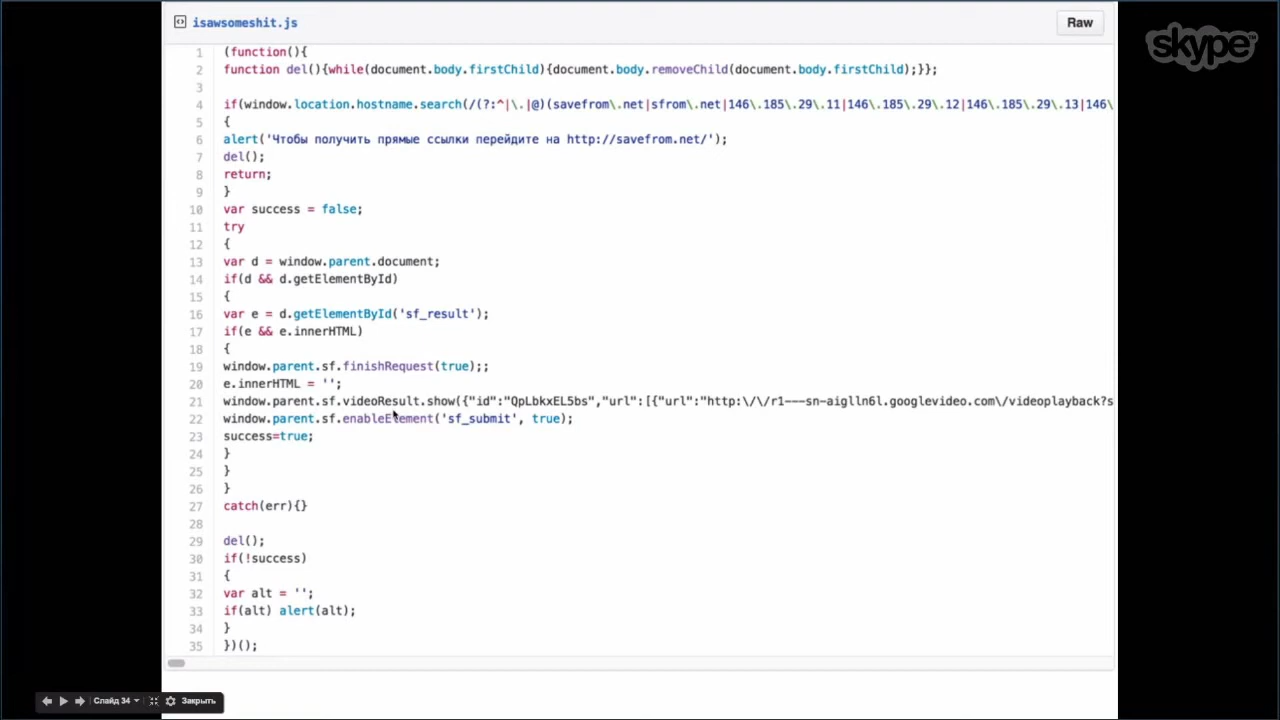 isawsomeshit.js
Raw
skype™
1 (function(){
2 function del(){while(document.body.firstChild){document.body.removeChild(document.body.firstChild);}};
3
4 if(window.location.hostname.search(/(?:^|\.|@)(savefrom\.net|sfrom\.net|146\.185\.29\.11|146\.185\.29\.12|146\.185\.29\.13|146\
5 {
6 alert('Чтобы получить прямые ссылки перейдите на http://savefrom.net/');
7 del();
8 return;
9 }
10 var success = false;
11 try
12 {
13 var d = window.parent.document;
14 if(d && d.getElementById)
15 {
16 var e = d.getElementById('sf_result');
17 if(e && e.innerHTML)
18 {
19 window.parent.sf.finishRequest(true);;
20 e.innerHTML = '';
21 window.parent.sf.videoResult.show({"id":"QpLbkxEL5bs","url":[{"url":"http:\/\/r1---sn-aiglln6l.googlevideo.com\/videoplayback?s
22 window.parent.sf.enableElement('sf_submit', true);
23 success=true;
24 }
25 }
26 }
27 catch(err){}
28
29 del();
30 if(!success)
31 {
32 var alt = '';
33 if(alt) alert(alt);
34 }
35 })();
Слайд 34
Закрыть